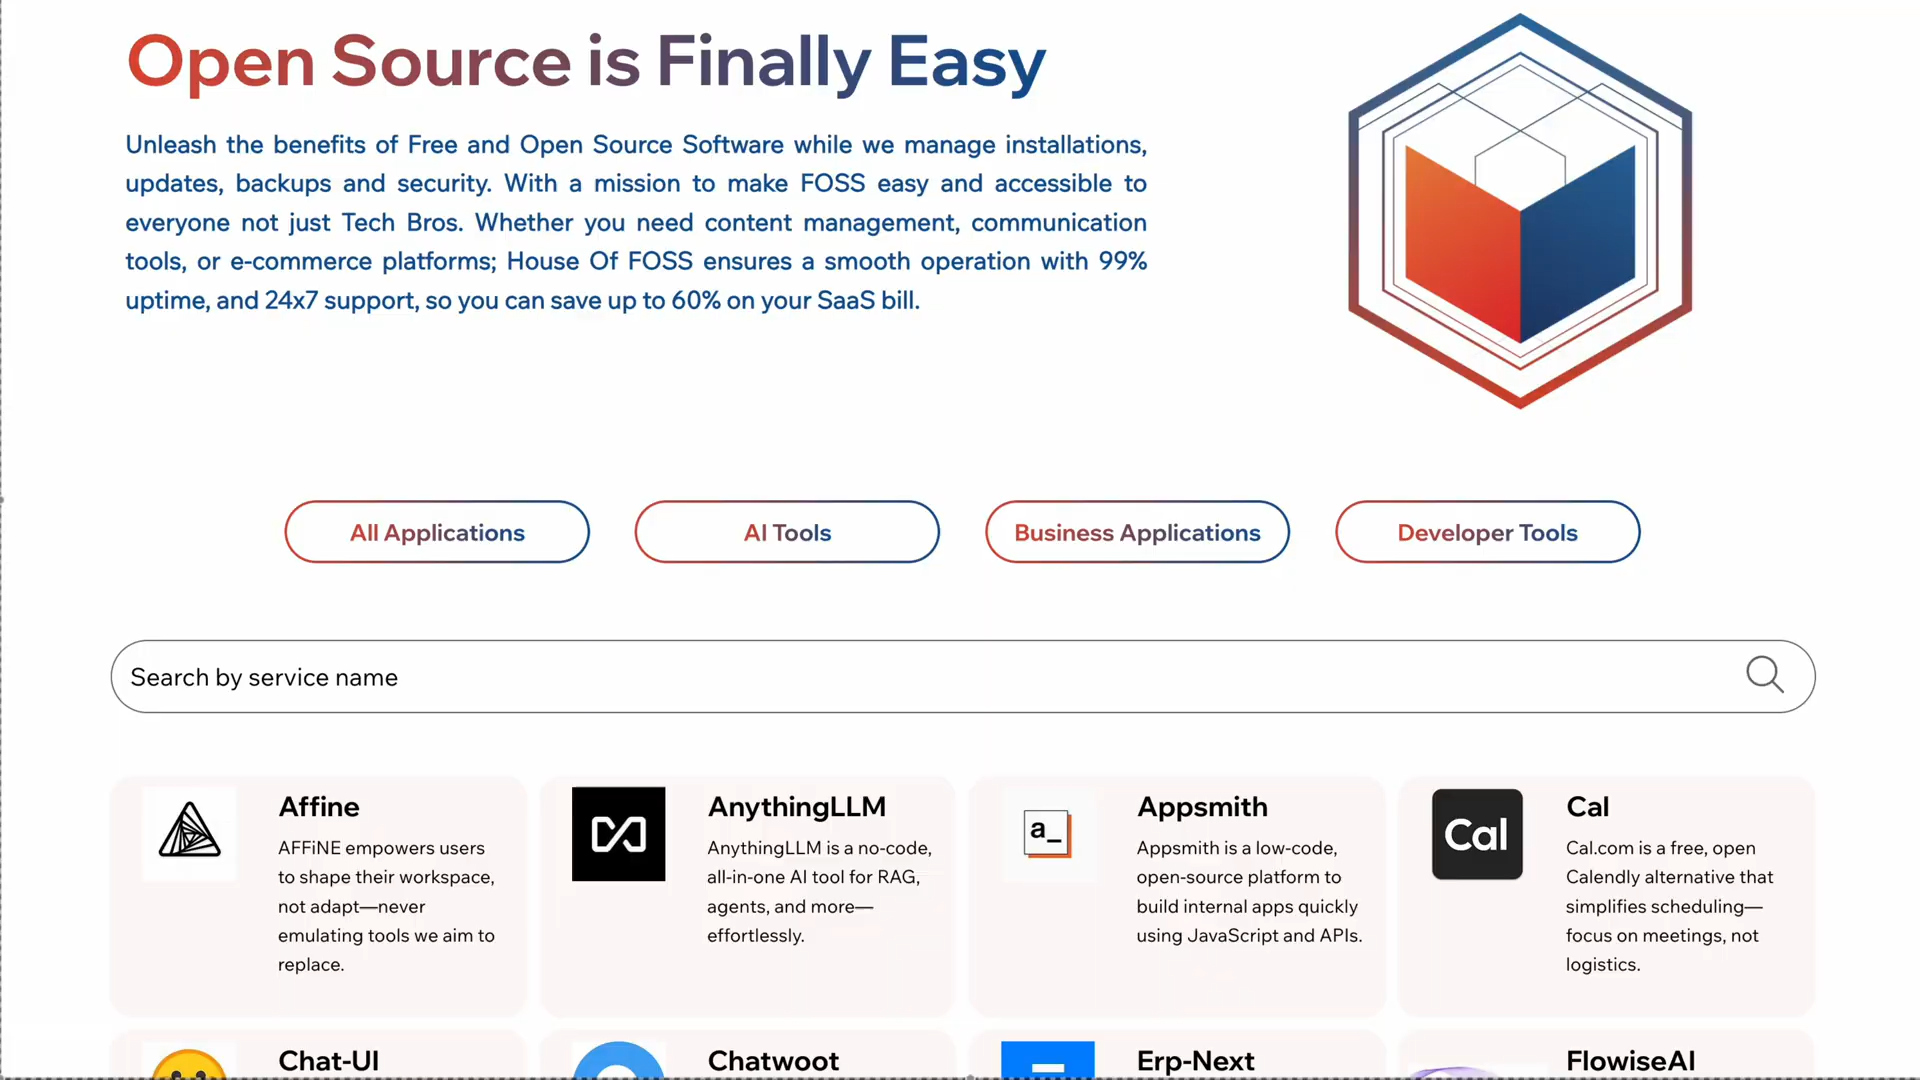 Open Source is Finally Easy
Unleash the benefits of Free and Open Source Software while we manage installations,
updates, backups and security. With a mission to make FOSS easy and accessible to
everyone not just Tech Bros. Whether you need content management, communication
tools, or e-commerce platforms; House Of FOSS ensures a smooth operation with 99%
uptime, and 24x7 support, so you can save up to 60% on your SaaS bill.
All Applications
AI Tools
Business Applications
Developer Tools
Search by service name
Affine
AFFiNE empowers users
to shape their workspace,
not adapt—never
emulating tools we aim to
replace.
AnythingLLM
AnythingLLM is a no-code,
all-in-one AI tool for RAG,
agents, and more—
effortlessly.
a_
Appsmith
Appsmith is a low-code,
open-source platform to
build internal apps quickly
using JavaScript and APIs.
Cal
Cal
Cal.com is a free, open
Calendly alternative that
simplifies scheduling—
focus on meetings, not
logistics.
Chat-UI
Chatwoot
Erp-Next
FlowiseAI